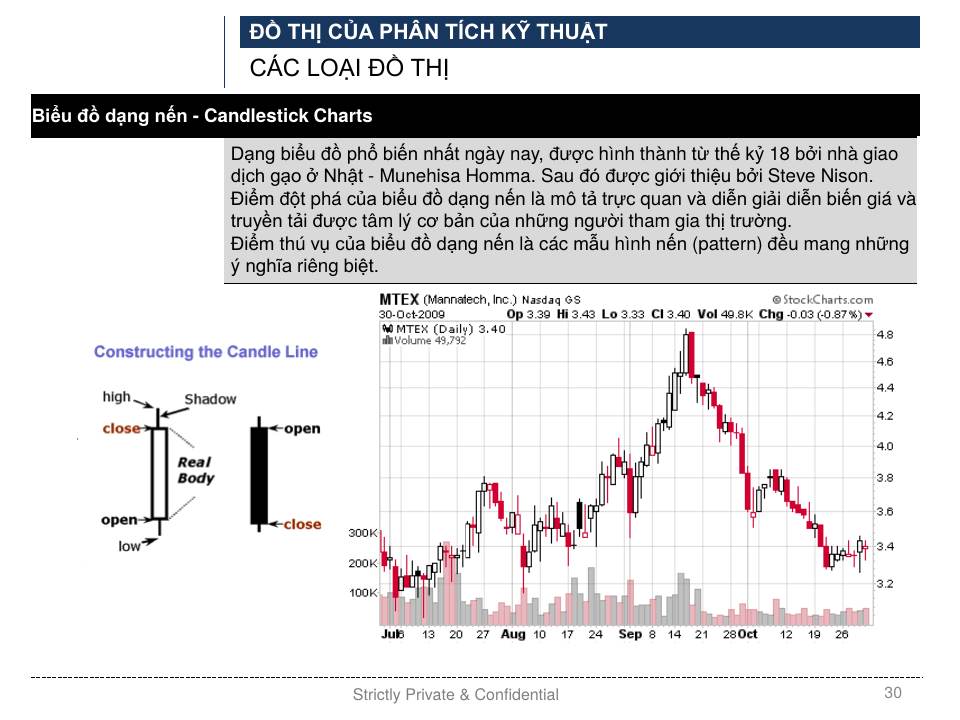 ĐỒ THỊ CỦA PHÂN TÍCH KỸ THUẬT
CÁC LOẠI ĐỒ THỊ
Biểu đồ dạng nến - Candlestick Charts
Dạng biểu đồ phổ biến nhất ngày nay, được hình thành từ thế kỷ 18 bởi nhà giao
dịch gạo ở Nhật - Munehisa Homma. Sau đó được giới thiệu bởi Steve Nison.
Điểm đột phá của biểu đồ dạng nến là mô tả trực quan và diễn giải diễn biến giá và
truyền tải được tâm lý cơ bản của những người tham gia thị trường.
Điểm thú vụ của biểu đồ dạng nến là các mẫu hình nến (pattern) đều mang những
ý nghĩa riêng biệt.
Constructing the Candle Line
high
Shadow
close
open
Real
Body
open
close
low
MTEX (Mannatech, Inc.) Nasdaq GS
© StockCharts.com
30-Oct-2009
Op 3.39 Hi 3.43 Lo 3.33 Cl 3.40 Vol 49.8K Chg -0.03 (-0.87%)
MTEX (Daily) 3.40
Volume 49,792
4.8
4.6
4.4
4.2
4.0
3.8
3.6
3.4
3.2
300K
200K
100K
Jul 6 13 20 27 Aug 10 17 24 Sep 8 14 21 28 Oct 12 19 26
Strictly Private & Confidential
30